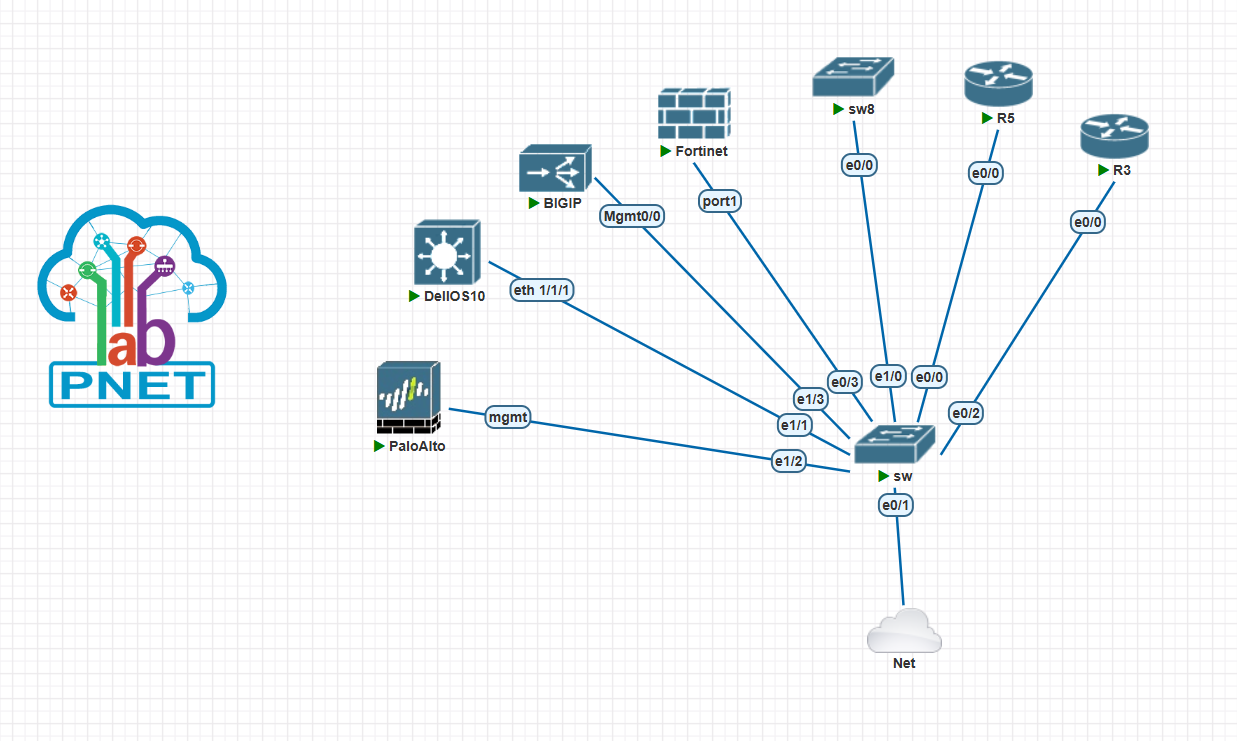 sw8
R5
e0/0
e0/0
R3
Fortinet
port1
e0/0
BIGIP
Mgmt0/0
DellOS10
eth 1/1/1
lab
PNET
PaloAlto
mgmt
e0/3
e1/0
e0/0
e1/3
e0/2
e1/1
e1/2
sw
e0/1
Net